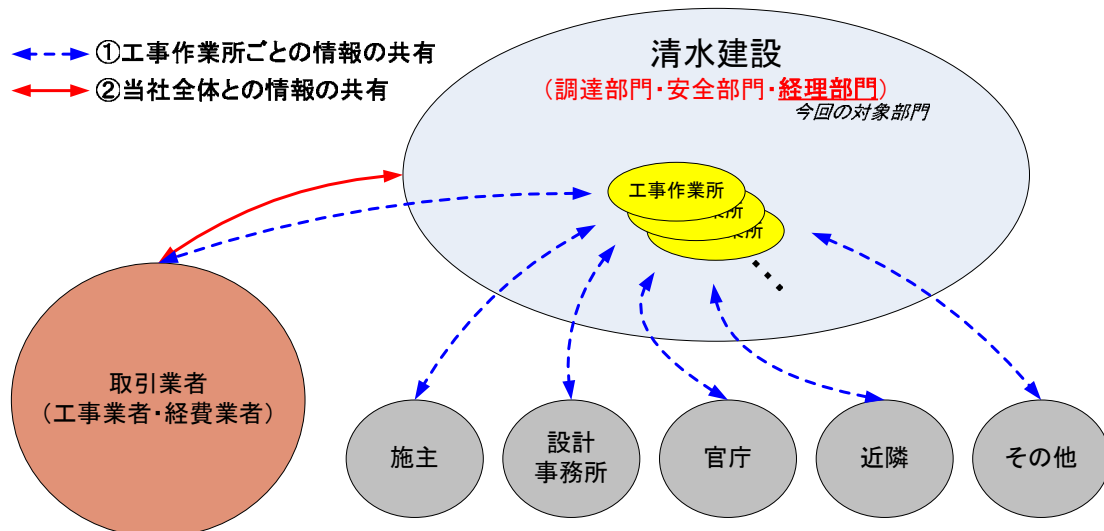 ①工事作業所ごとの情報の共有
②当社全体との情報の共有
清水建設
（調達部門・安全部門・経理部門）
今回の対象部門
工事作業所
業所
業所
取引業者
（工事業者・経費業者）
施主
設計
事務所
官庁
近隣
その他